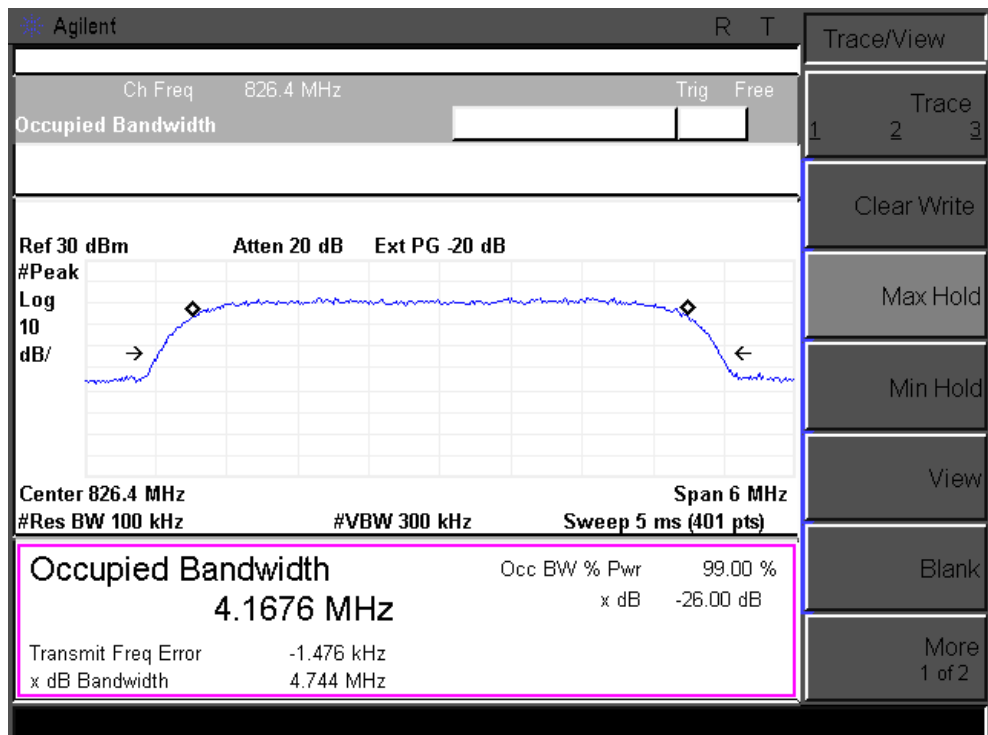 Agilent R T
Trace/View
Ch Freq 826.4 MHz Trig Free
Occupied Bandwidth
Trace
1 2 3
Clear Write
Ref 30 dBm Atten 20 dB Ext PG -20 dB
#Peak
Log
10
dB/
Max Hold
Min Hold
View
Center 826.4 MHz Span 6 MHz
#Res BW 100 kHz #VBW 300 kHz Sweep 5 ms (401 pts)
Occupied Bandwidth
4.1676 MHz
Occ BW % Pwr 99.00 %
x dB -26.00 dB
Transmit Freq Error -1.476 kHz
x dB Bandwidth 4.744 MHz
Blank
More
1 of 2